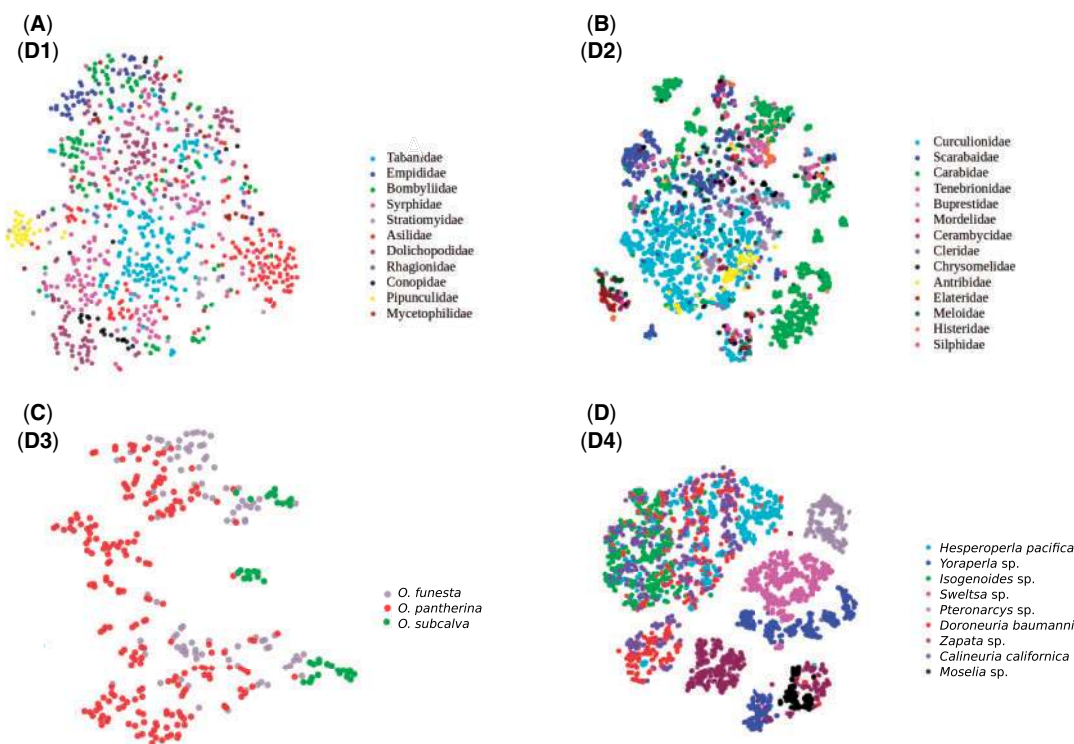 (A)
(D1)
Tabanidae
Empididae
Bombyliidae
Syrphidae
Stratiomyidae
Asilidae
Dolichopodidae
Rhagionidae
Conopidae
Pipunculidae
Mycetophilidae
(B)
(D2)
Curculionidae
Scarabaidae
Carabidae
Tenebrionidae
Buprestidae
Mordelidae
Cerambycidae
Cleridae
Chrysomelidae
Antribidae
Elateridae
Meloidae
Histeridae
Silphidae
(C)
(D3)
O. funesta
O. pantherina
O. subcalva
(D)
(D4)
Hesperoperla pacifica
Yoraperla sp.
Isogenoides sp.
Sweltsa sp.
Pteronarcys sp.
Doroneuria baumanni
Zapata sp.
Calineuria californica
Moselia sp.